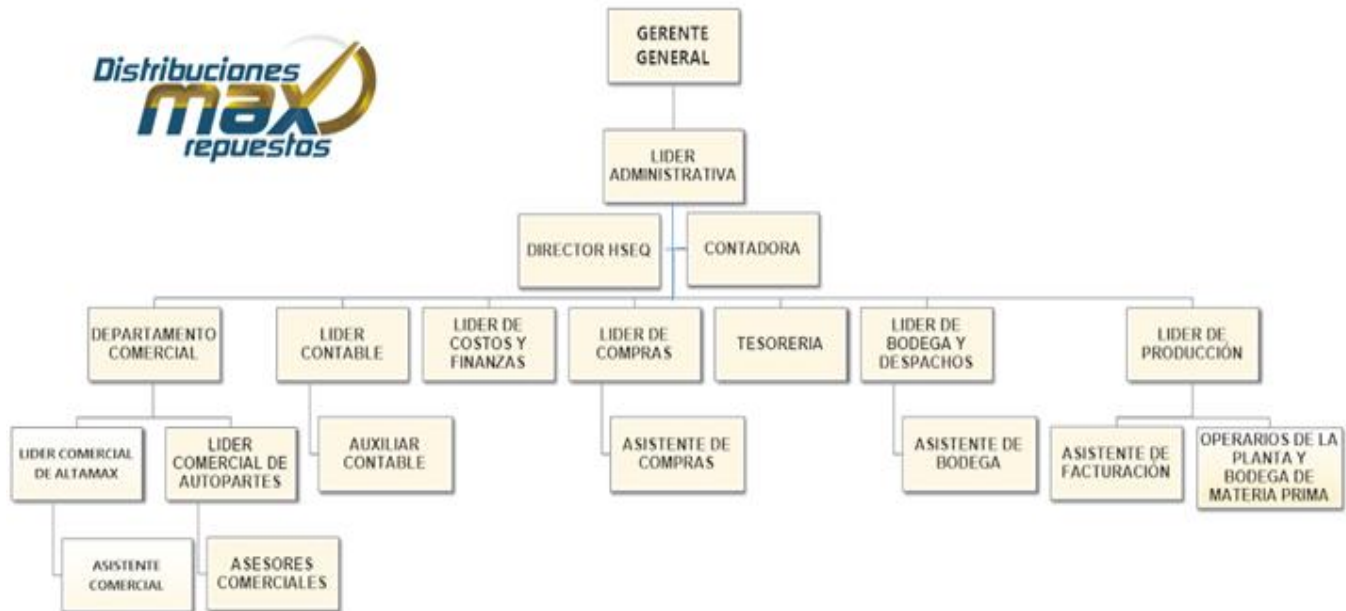 GERENTE
GENERAL
Distribuciones
max
repuestos
LIDER
ADMINISTRATIVA
DIRECTOR HSEQ
CONTADORA
DEPARTAMENTO
COMERCIAL
LIDER
CONTABLE
LIDER DE
COSTOS Y
FINANZAS
LIDER DE
COMPRAS
TESORERIA
LIDER DE
BODEGA Y
DESPACHOS
LIDER DE
PRODUCCIÓN
LIDER COMERCIAL
DE ALTAMAX
LIDER
COMERCIAL DE
AUTOPARTES
AUXILIAR
CONTABLE
ASISTENTE DE
COMPRAS
ASISTENTE DE
BODEGA
ASISTENTE DE
FACTURACIÓN
OPERARIOS DE LA
PLANTA Y
BODEGA DE
MATERIA PRIMA
ASISTENTE
COMERCIAL
ASESORES
COMERCIALES